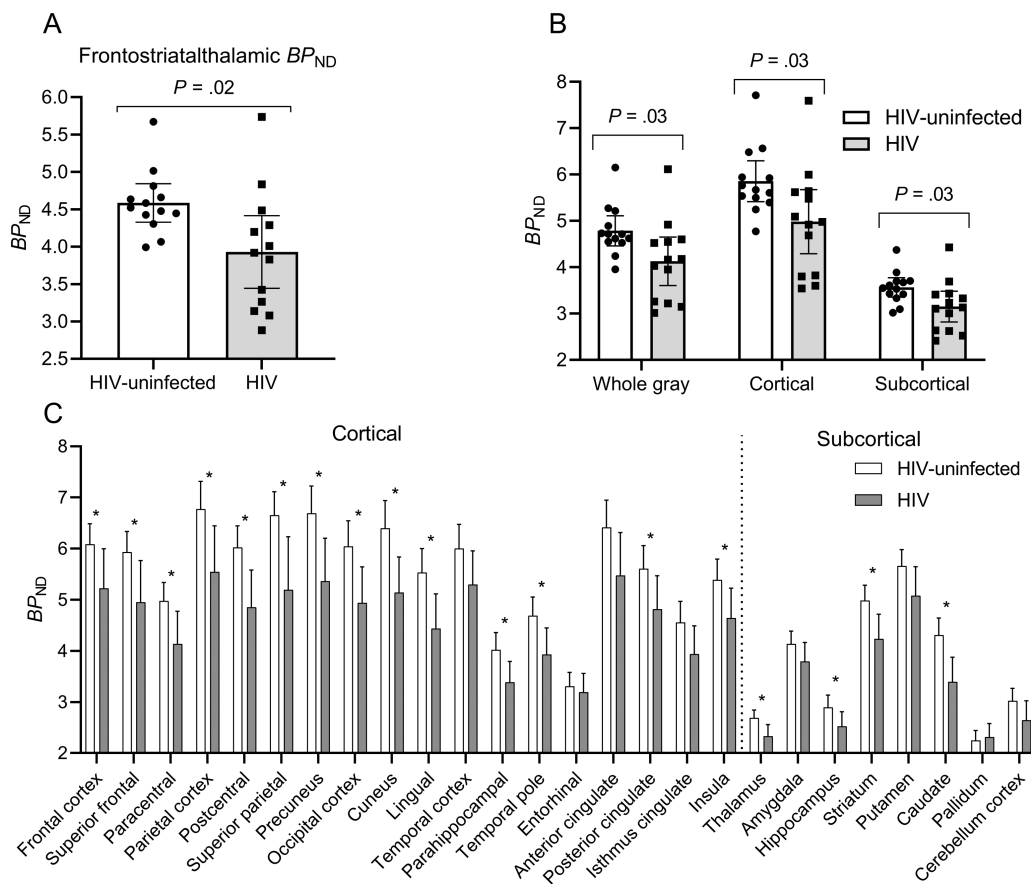 A
Frontostriatalthalamic BPND
P = .02
6.0
5.5
5.0
4.5
4.0
3.5
3.0
2.5
BPND
HIV-uninfected
HIV
B
P = .03
P = .03
P = .03
8
7
6
5
4
3
2
BPND
HIV-uninfected
HIV
Whole gray
Cortical
Subcortical
C
Cortical
Subcortical
HIV-uninfected
HIV
8
7
6
5
4
3
2
BPND
* * * * * * * * * * * * * * * * * *
Frontal cortex
Superior frontal
Paracentral
Parietal cortex
Postcentral
Superior parietal
Precuneus
Occipital cortex
Cuneus
Lingual
Temporal cortex
Parahippocampal
Temporal pole
Entorhinal
Anterior cingulate
Posterior cingulate
Isthmus cingulate
Insula
Thalamus
Amygdala
Hippocampus
Striatum
Putamen
Caudate
Pallidum
Cerebellum cortex